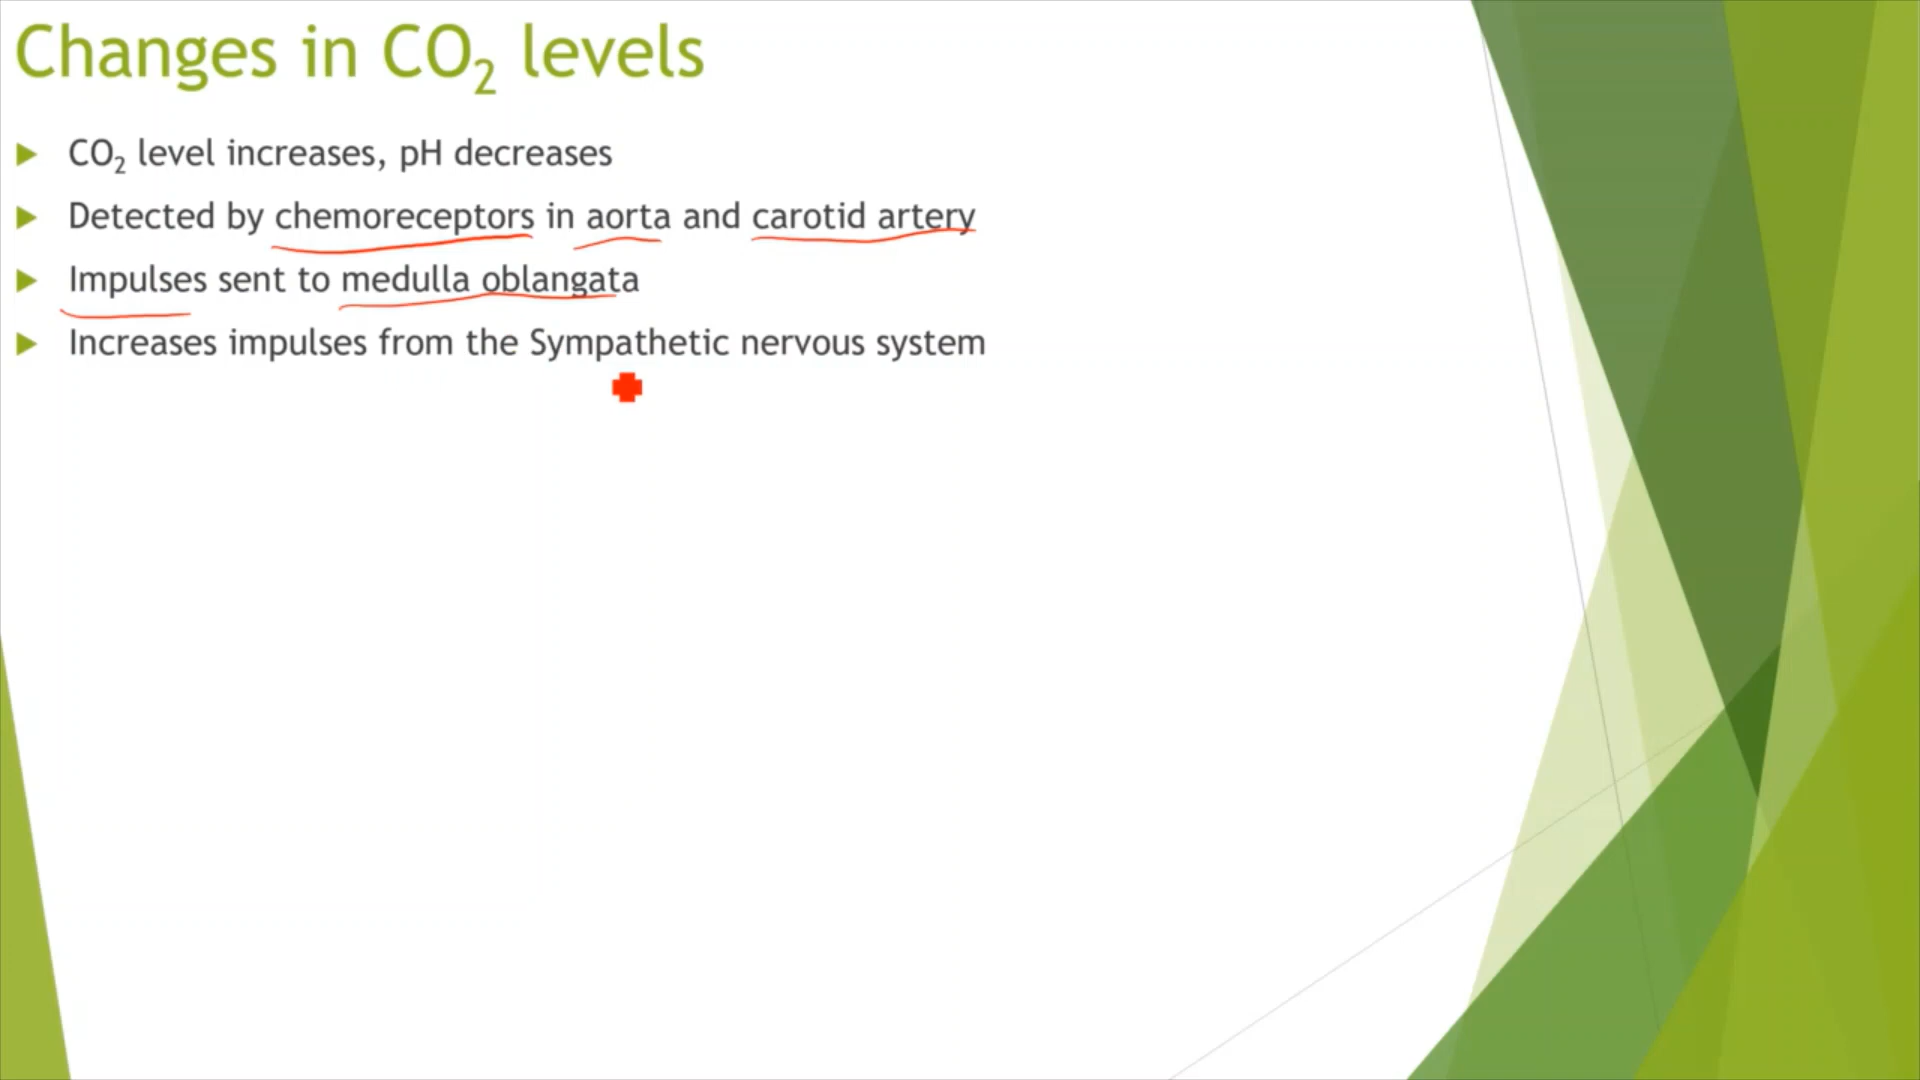 Changes in CO₂ levels
CO₂ level increases, pH decreases
Detected by chemoreceptors in aorta and carotid artery
Impulses sent to medulla oblangata
Increases impulses from the Sympathetic nervous system